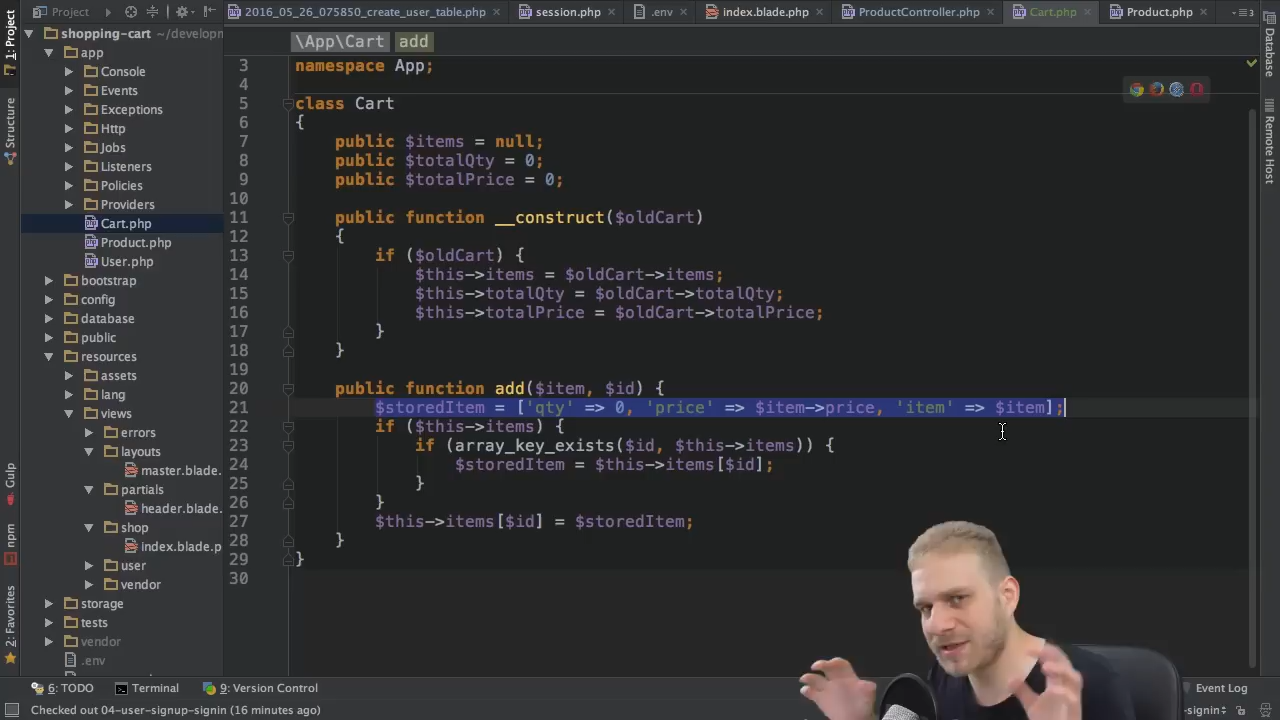 Project
2016_05_26_075850_create_user_table.php
session.php
.env
index.blade.php
ProductController.php
Cart.php
Product.php
1: Project
Structure
Gulp
npm
2: Favorites
Database
Remote Host
shopping-cart ~/developn
app
Console
Events
Exceptions
Http
Jobs
Listeners
Policies
Providers
Cart.php
Product.php
User.php
bootstrap
config
database
public
resources
assets
lang
views
errors
layouts
master.blade.
partials
header.blade.
shop
index.blade.p
user
vendor
storage
tests
vendor
.env
\App\Cart add
3 namespace App;
4
5 class Cart
6 {
7 public $items = null;
8 public $totalQty = 0;
9 public $totalPrice = 0;
10
11 public function __construct($oldCart)
12 {
13 if ($oldCart) {
14 $this->items = $oldCart->items;
15 $this->totalQty = $oldCart->totalQty;
16 $this->totalPrice = $oldCart->totalPrice;
17 }
18 }
19
20 public function add($item, $id) {
21 $storedItem = ['qty' => 0, 'price' => $item->price, 'item' => $item];
22 if ($this->items) {
23 if (array_key_exists($id, $this->items)) {
24 $storedItem = $this->items[$id];
25 }
26 }
27 $this->items[$id] = $storedItem;
28 }
29 }
30
6: TODO
Terminal
9: Version Control
Event Log
Checked out 04-user-signup-signin (16 minutes ago)
-signin